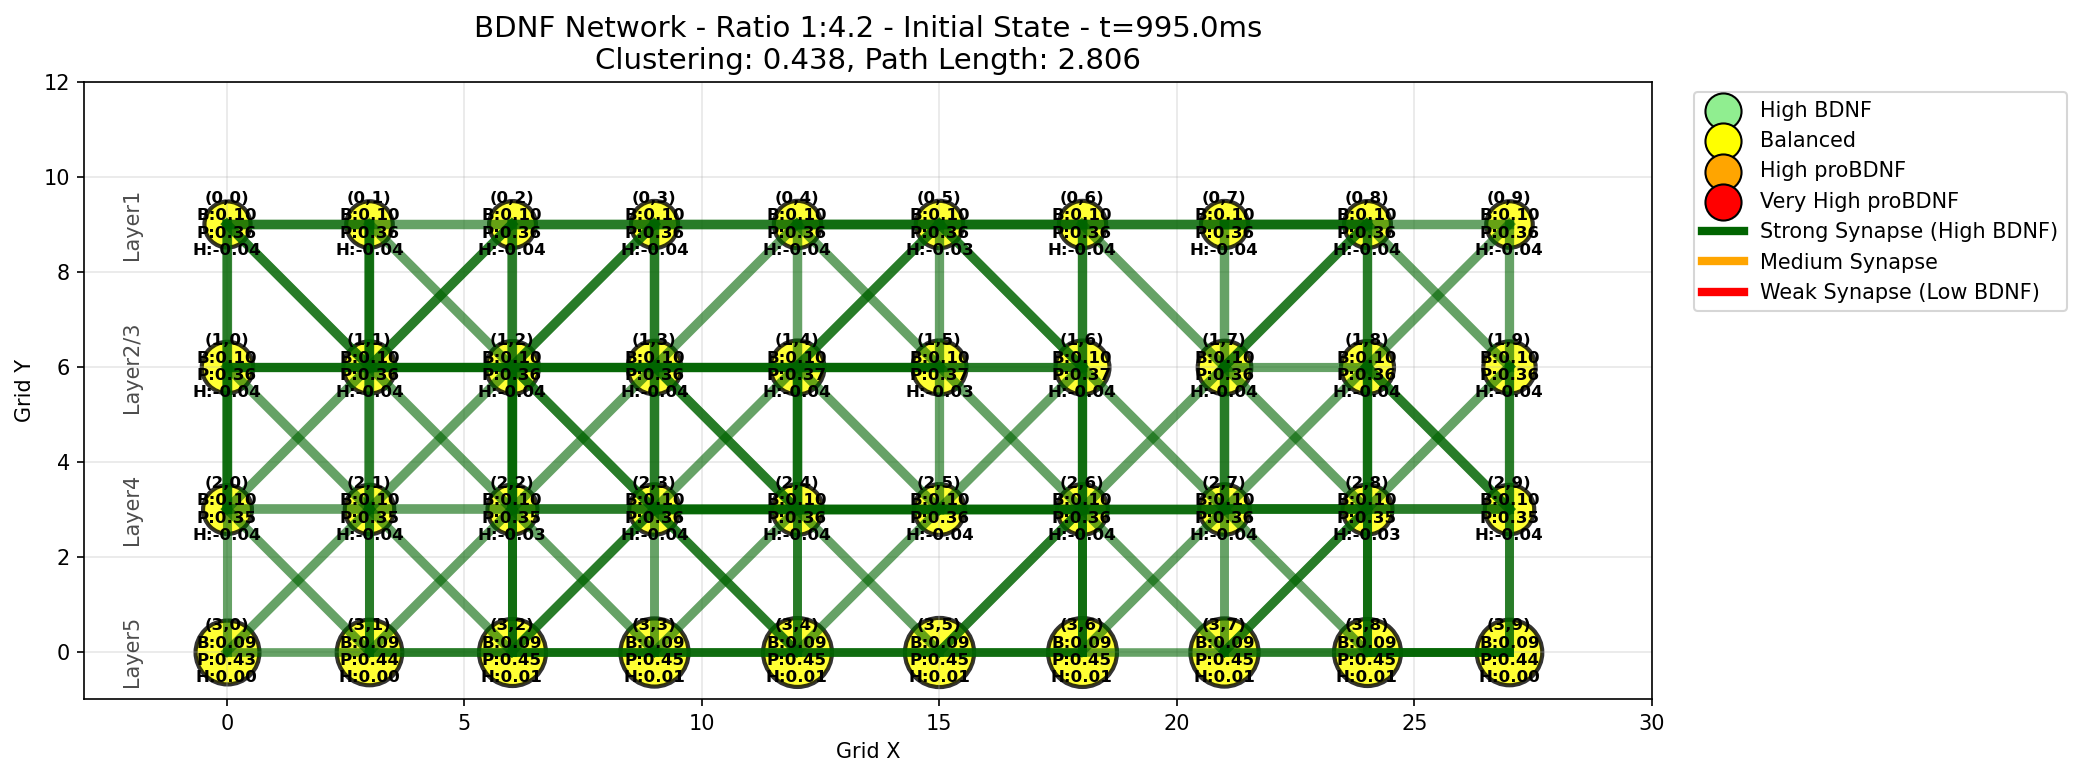 BDNF Network - Ratio 1:4.2 - Initial State - t=995.0ms
Clustering: 0.438, Path Length: 2.806
12
10
8
6
4
2
0
Grid Y
Layer1
Layer2/3
Layer4
Layer5
(0,0) (0,1) (0,2) (0,3) (0,4) (0,5) (0,6) (0,7) (0,8) (0,9)
B:0.10 B:0.10 B:0.10 B:0.10 B:0.10 B:0.10 B:0.10 B:0.10 B:0.10 B:0.10
P:0.36 P:0.36 P:0.36 P:0.36 P:0.36 P:0.36 P:0.36 P:0.36 P:0.36 P:0.36
H:-0.04 H:-0.04 H:-0.04 H:-0.04 H:-0.04 H:-0.03 H:-0.04 H:-0.04 H:-0.04 H:-0.04
(1,0) (1,1) (1,2) (1,3) (1,4) (1,5) (1,6) (1,7) (1,8) (1,9)
B:0.10 B:0.10 B:0.10 B:0.10 B:0.10 B:0.10 B:0.10 B:0.10 B:0.10 B:0.10
P:0.36 P:0.36 P:0.36 P:0.36 P:0.37 P:0.37 P:0.37 P:0.36 P:0.36 P:0.36
H:-0.04 H:-0.04 H:-0.04 H:-0.04 H:-0.04 H:-0.03 H:-0.04 H:-0.04 H:-0.04 H:-0.04
(2,0) (2,1) (2,2) (2,3) (2,4) (2,5) (2,6) (2,7) (2,8) (2,9)
B:0.10 B:0.10 B:0.10 B:0.10 B:0.10 B:0.10 B:0.10 B:0.10 B:0.10 B:0.10
P:0.35 P:0.35 P:0.35 P:0.36 P:0.36 P:0.36 P:0.36 P:0.36 P:0.35 P:0.35
H:-0.04 H:-0.04 H:-0.03 H:-0.04 H:-0.04 H:-0.04 H:-0.04 H:-0.04 H:-0.03 H:-0.04
(3,0) (3,1) (3,2) (3,3) (3,4) (3,5) (3,6) (3,7) (3,8) (3,9)
B:0.09 B:0.09 B:0.09 B:0.09 B:0.09 B:0.09 B:0.09 B:0.09 B:0.09 B:0.09
P:0.43 P:0.44 P:0.45 P:0.45 P:0.45 P:0.45 P:0.45 P:0.45 P:0.45 P:0.44
H:0.00 H:0.00 H:0.01 H:0.01 H:0.01 H:0.01 H:0.01 H:0.01 H:0.01 H:0.00
0 5 10 15 20 25 30
Grid X
High BDNF
Balanced
High proBDNF
Very High proBDNF
Strong Synapse (High BDNF)
Medium Synapse
Weak Synapse (Low BDNF)